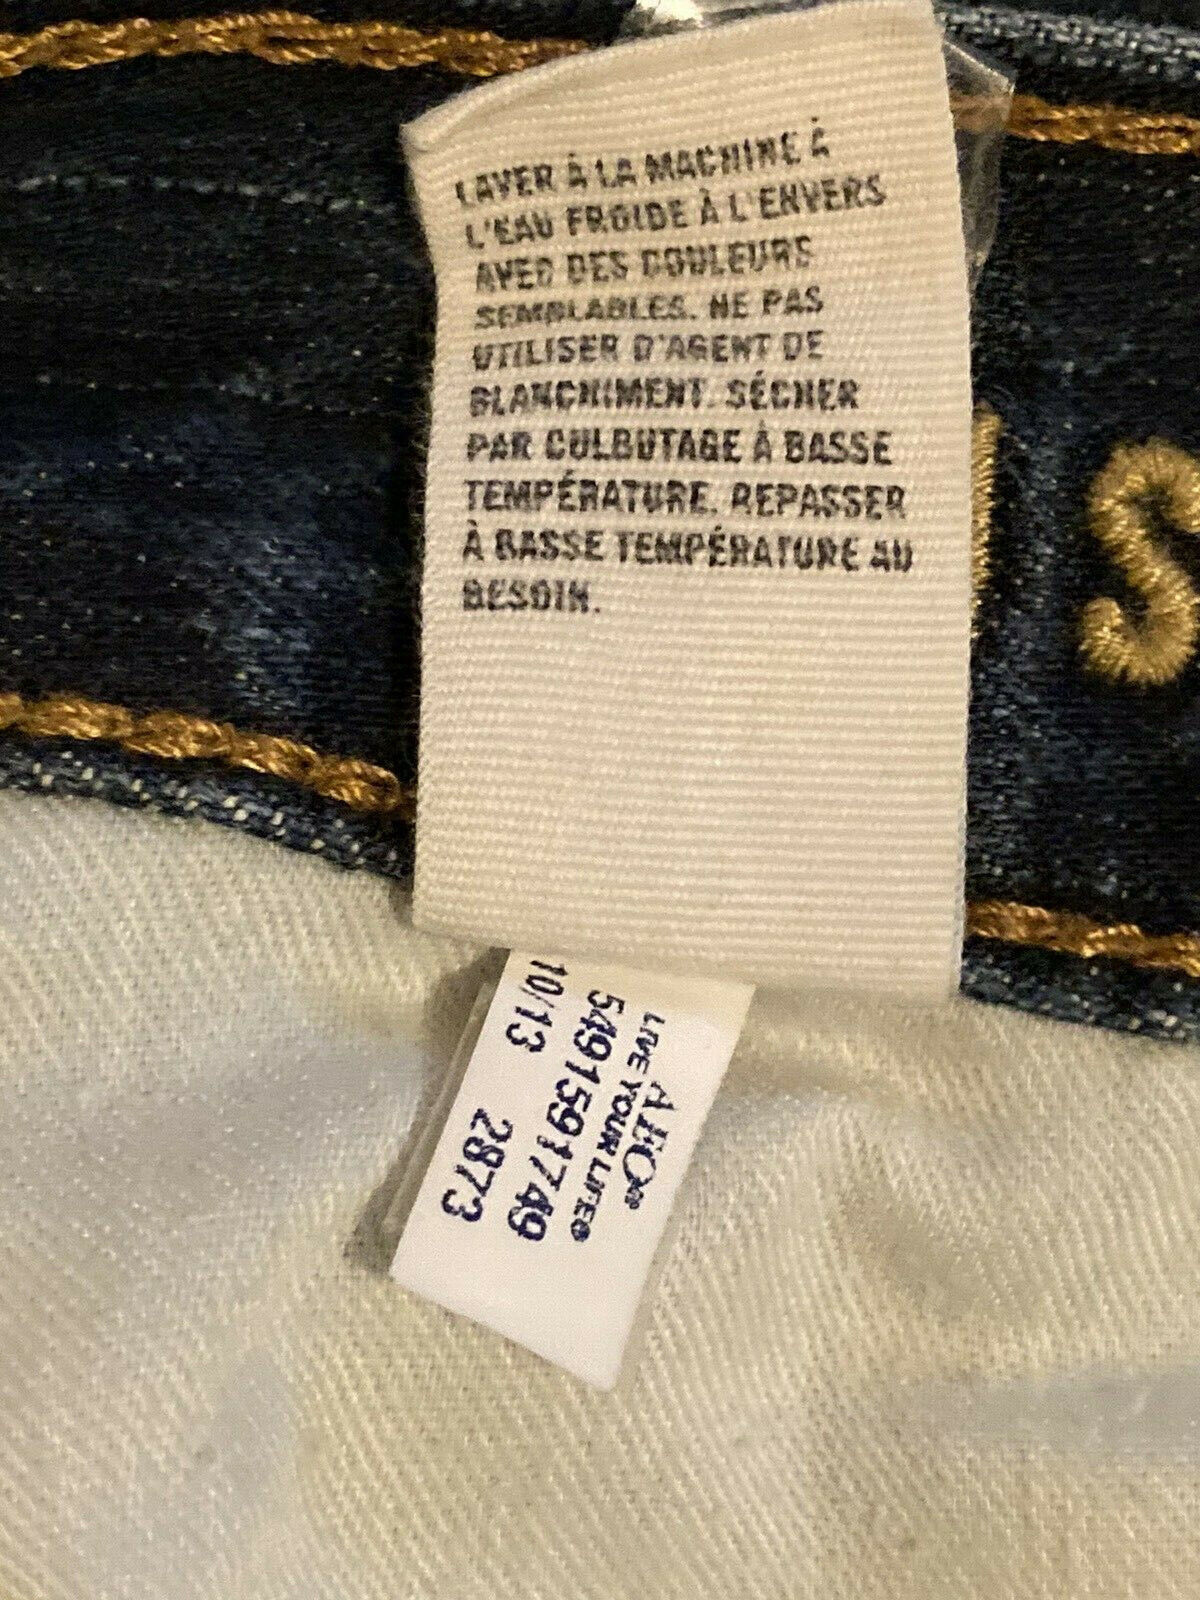 LAVER À LA MACHINE À
L'EAU FROIDE À L'ENVERS
AVEC DES COULEURS
SEMBLABLES. NE PAS
UTILISER D'AGENT DE
BLANCHIMENT. SÉCHER
PAR CULBUTAGE À BASSE
TEMPÉRATURE. REPASSER
À BASSE TEMPÉRATURE AU
BESOIN.
S
AEO®
LIVE YOUR LIFE®
5491591749
10/13 2873